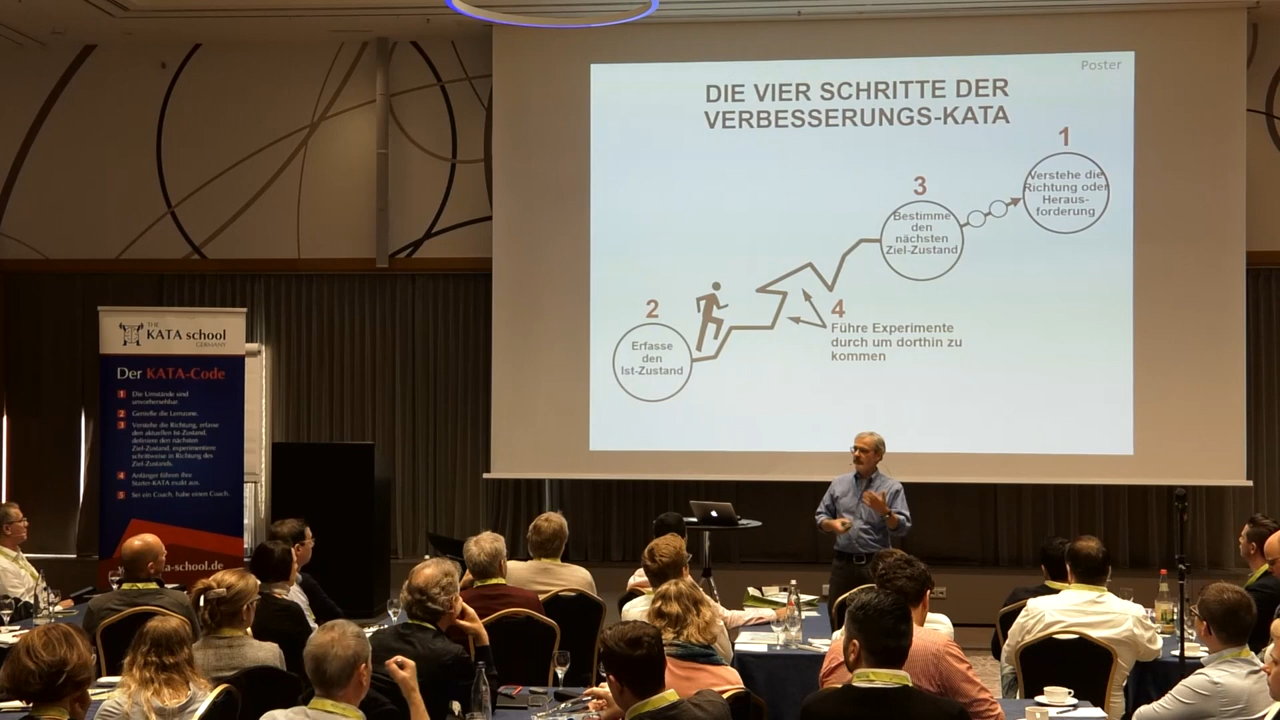 Poster
DIE VIER SCHRITTE DER
VERBESSERUNGS-KATA
1
Verstehe die
Richtung oder
Heraus-
forderung
3
Bestimme
den
nächsten
Ziel-Zustand
2
Erfasse
den
Ist-Zustand
4
Führe Experimente
durch um dorthin zu
kommen
THE
KATA school
GERMANY
Der KATA-Code
1 Die Umstände sind
unvorhersehbar.
2 Genieße die Lernzone.
3 Verstehe die Richtung, erfasse
den aktuellen Ist-Zustand,
definiere den nächsten
Ziel-Zustand, experimentiere
schrittweise in Richtung des
Ziel-Zustands.
4 Anfänger führen ihre
Starter-KATA exakt aus.
5 Sei ein Coach, habe einen Coach.
a-school.de